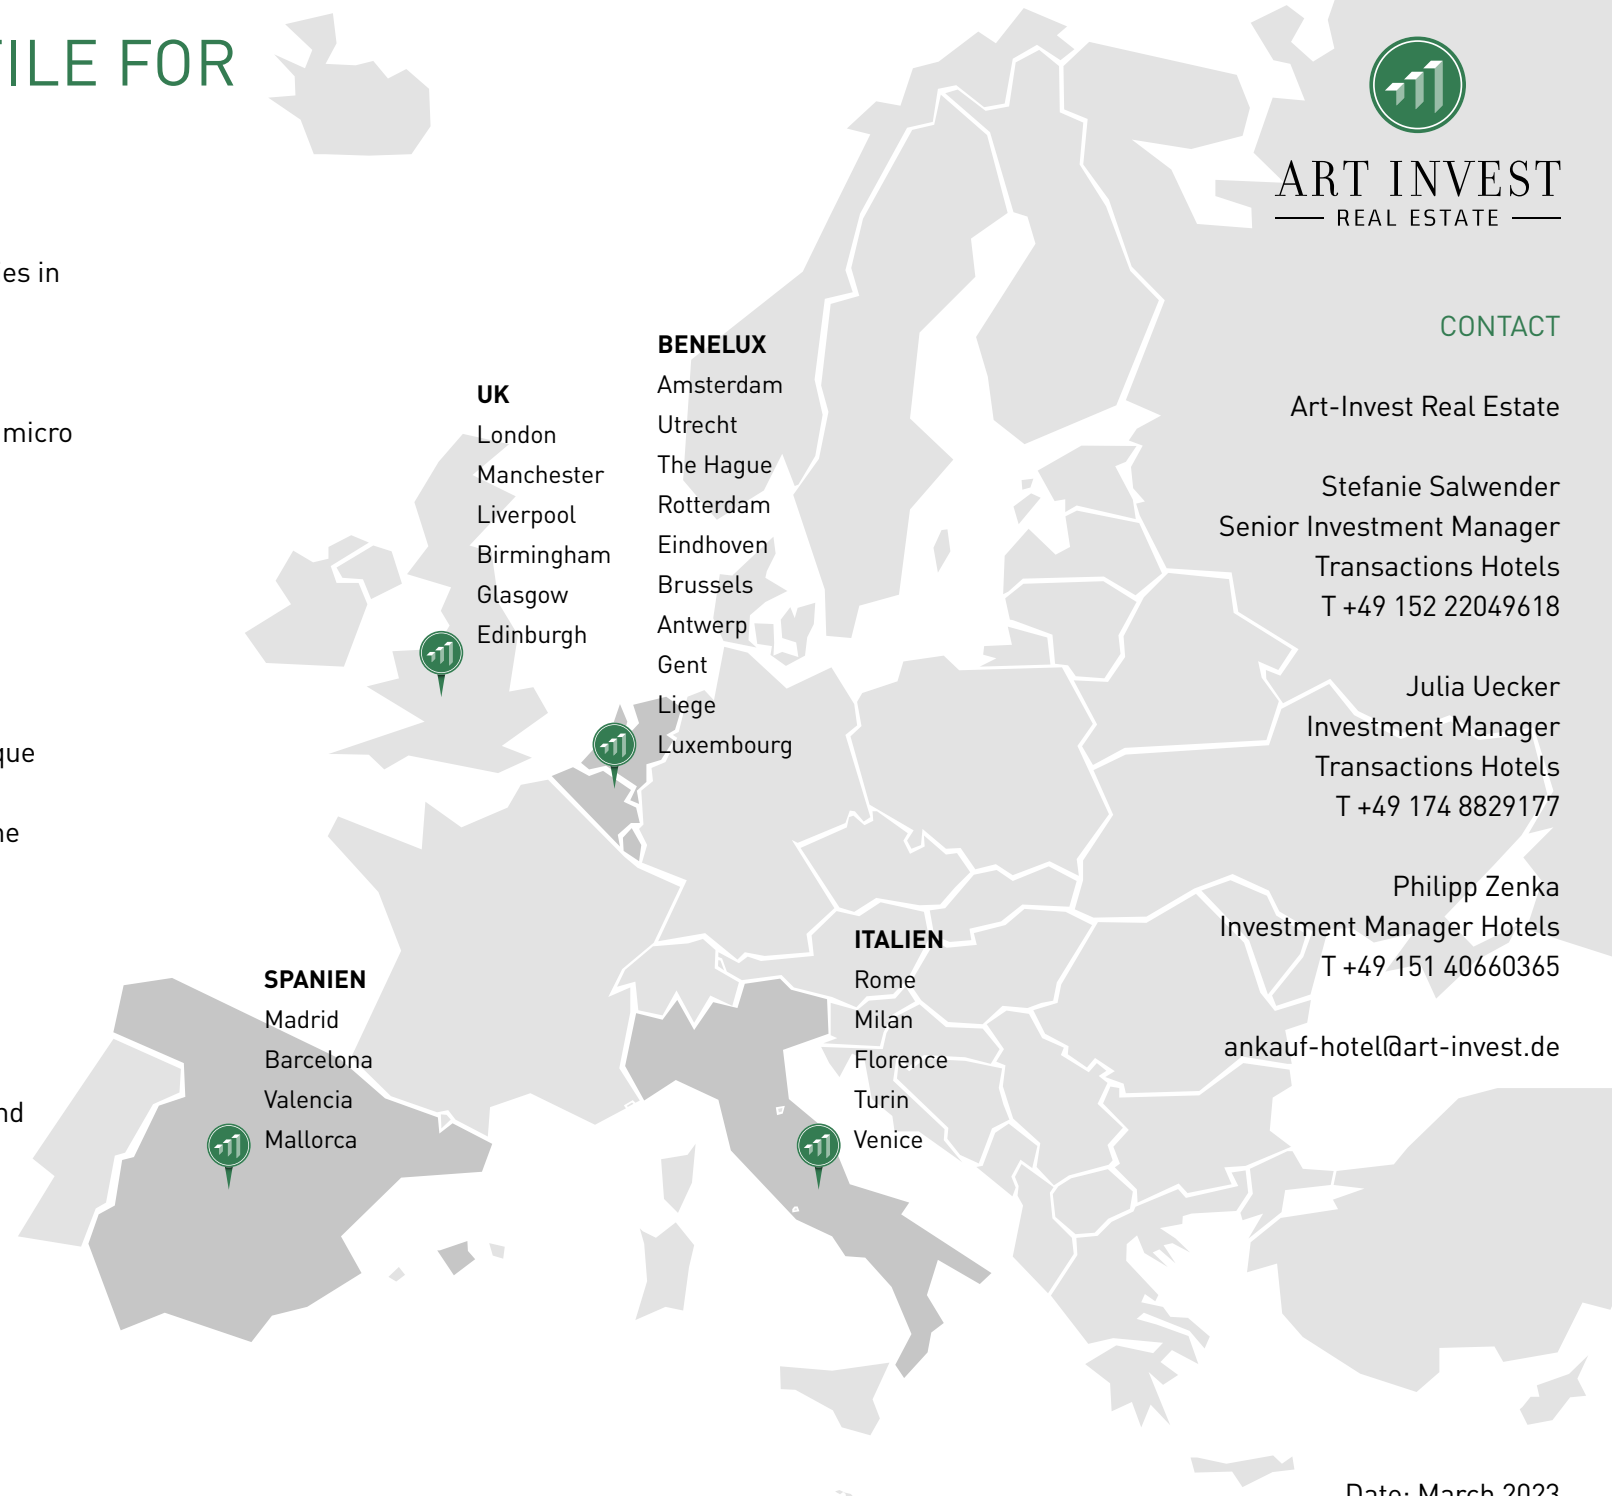 FILE FOR
es in
micro
que
ne
nd
UK
London
Manchester
Liverpool
Birmingham
Glasgow
Edinburgh
BENELUX
Amsterdam
Utrecht
The Hague
Rotterdam
Eindhoven
Brussels
Antwerp
Gent
Liege
Luxembourg
SPANIEN
Madrid
Barcelona
Valencia
Mallorca
ITALIEN
Rome
Milan
Florence
Turin
Venice
ART INVEST
REAL ESTATE
CONTACT
Art-Invest Real Estate
Stefanie Salwender
Senior Investment Manager
Transactions Hotels
T +49 152 22049618
Julia Uecker
Investment Manager
Transactions Hotels
T +49 174 8829177
Philipp Zenka
Investment Manager Hotels
T +49 151 40660365
ankauf-hotel@art-invest.de
Date: March 2023